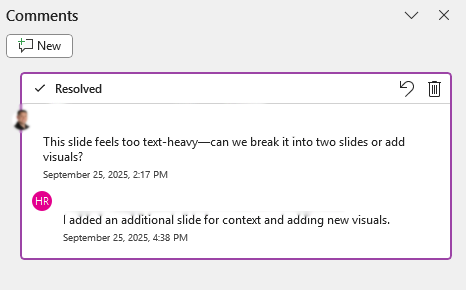 Comments
New
Resolved
This slide feels too text-heavy—can we break it into two slides or add
visuals?
September 25, 2025, 2:17 PM
HR
I added an additional slide for context and adding new visuals.
September 25, 2025, 4:38 PM